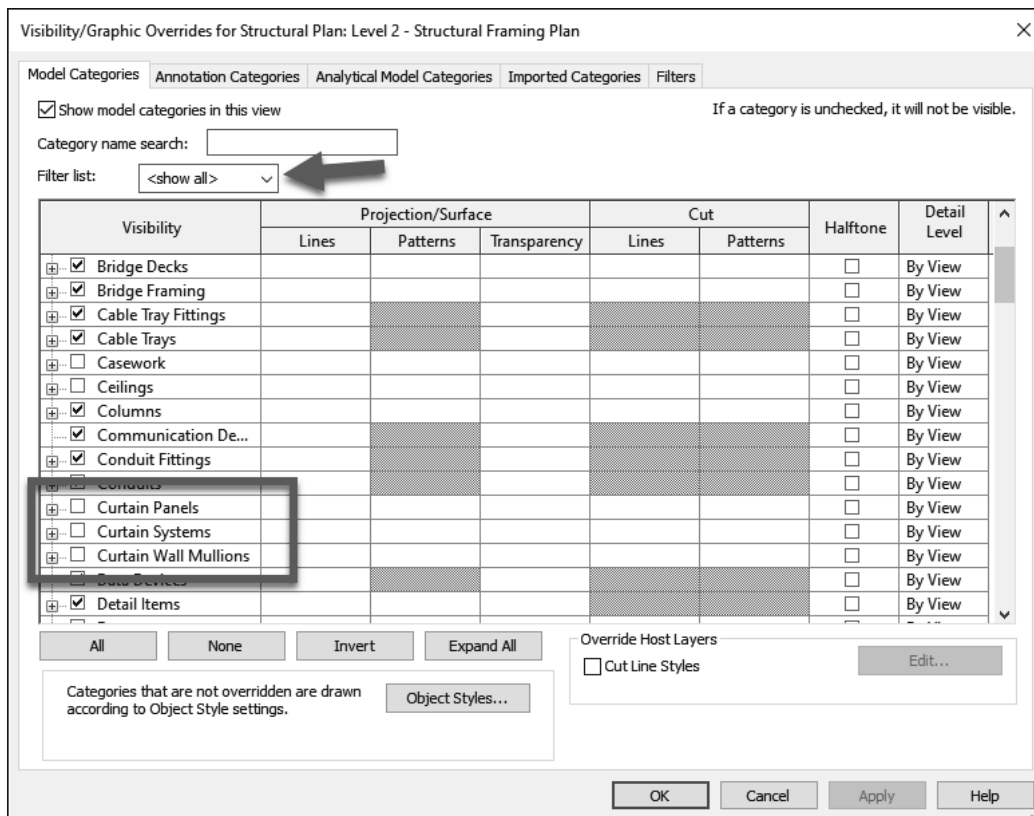 Visibility/Graphic Overrides for Structural Plan: Level 2 - Structural Framing Plan
Model Categories Annotation Categories Analytical Model Categories Imported Categories Filters
Show model categories in this view If a category is unchecked, it will not be visible.
Category name search:
Filter list: <show all>
Visibility Projection/Surface Cut Halftone Detail Level
Lines Patterns Transparency Lines Patterns
Bridge Decks By View
Bridge Framing By View
Cable Tray Fittings By View
Cable Trays By View
Casework By View
Ceilings By View
Columns By View
Communication De... By View
Conduit Fittings By View
Conduits By View
Curtain Panels By View
Curtain Systems By View
Curtain Wall Mullions By View
Data Devices By View
Detail Items By View
All None Invert Expand All
Override Host Layers
Cut Line Styles Edit...
Categories that are not overridden are drawn
according to Object Style settings.
Object Styles...
OK Cancel Apply Help